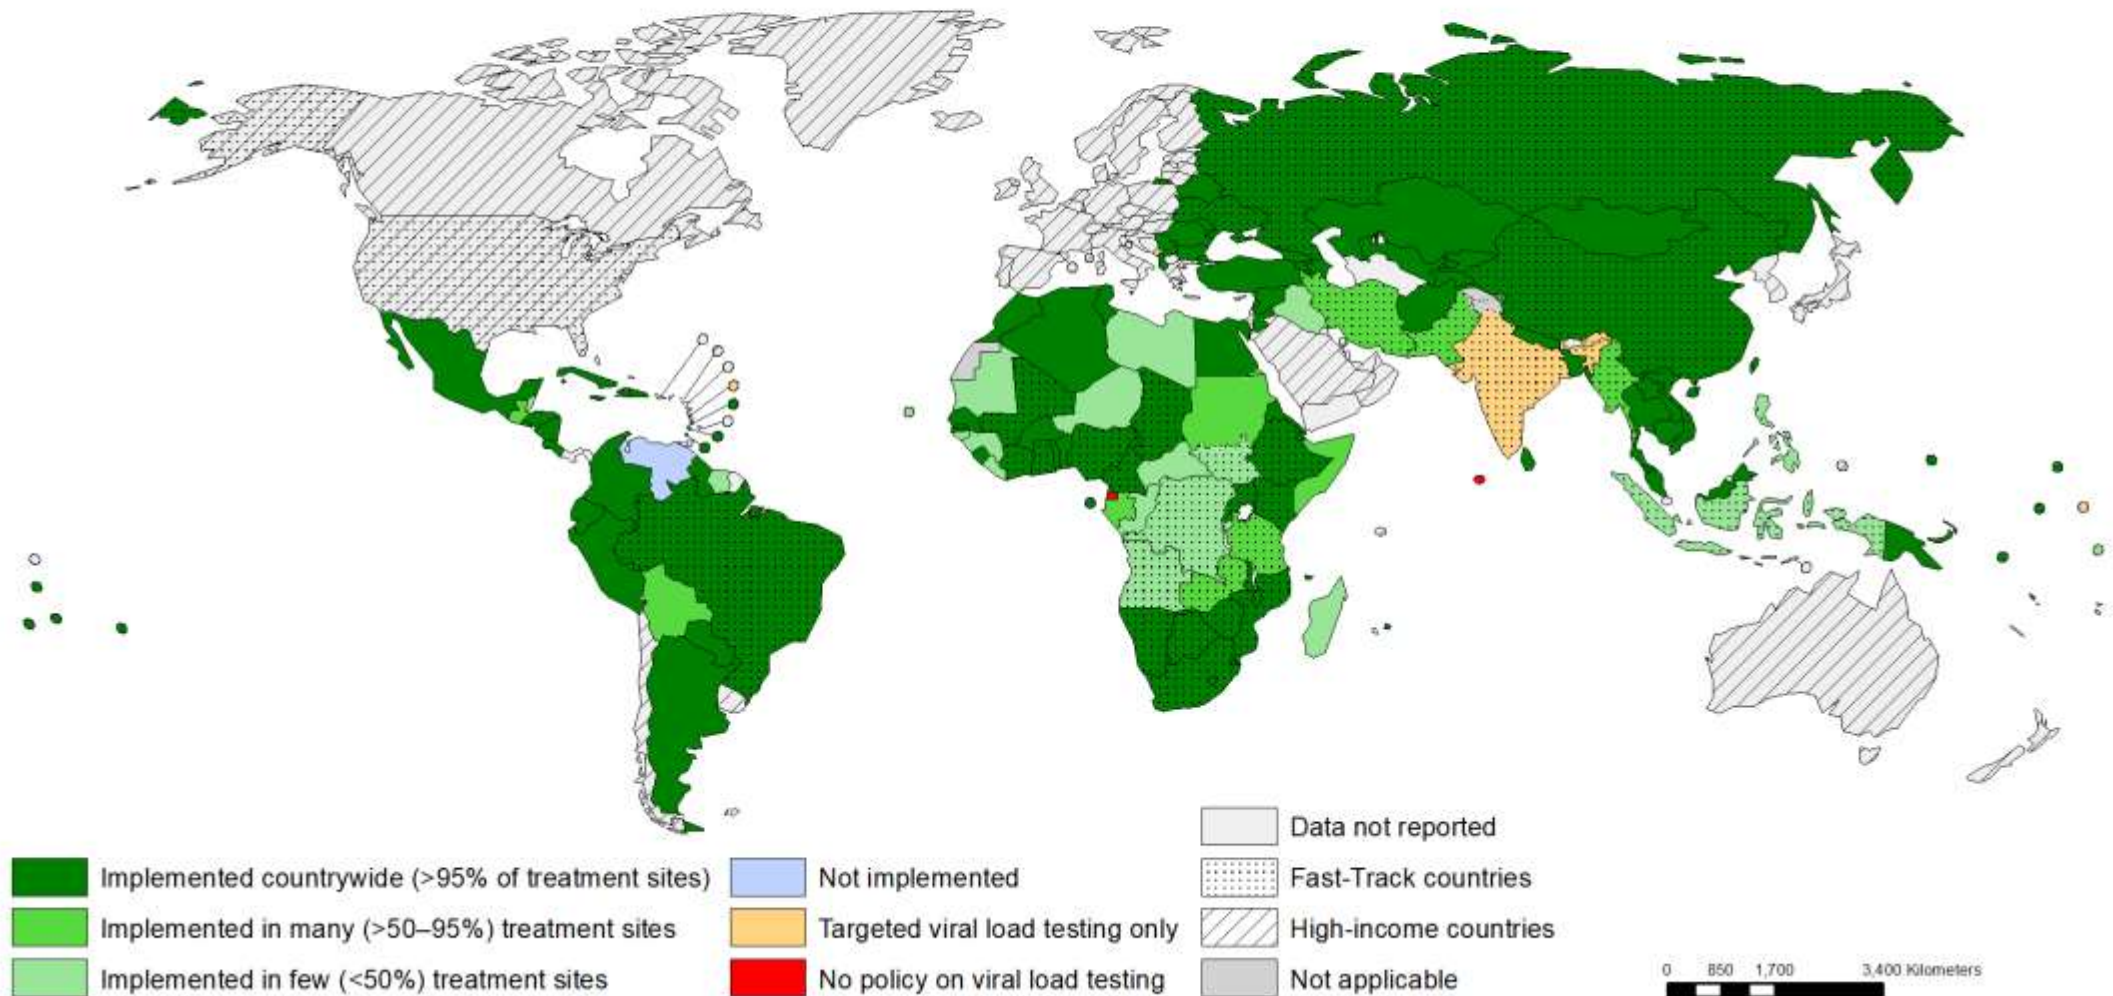 Implemented countrywide (>95% of treatment sites)
Implemented in many (>50–95%) treatment sites
Implemented in few (<50%) treatment sites
Not implemented
Targeted viral load testing only
No policy on viral load testing
Data not reported
Fast-Track countries
High-income countries
Not applicable
0 850 1,700 3,400 Kilometers